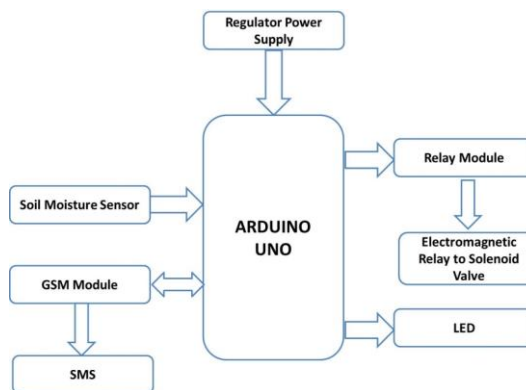 Regulator Power
Supply
Relay Module
Soil Moisture Sensor
ARDUINO
UNO
Electromagnetic
Relay to Solenoid
Valve
GSM Module
LED
SMS